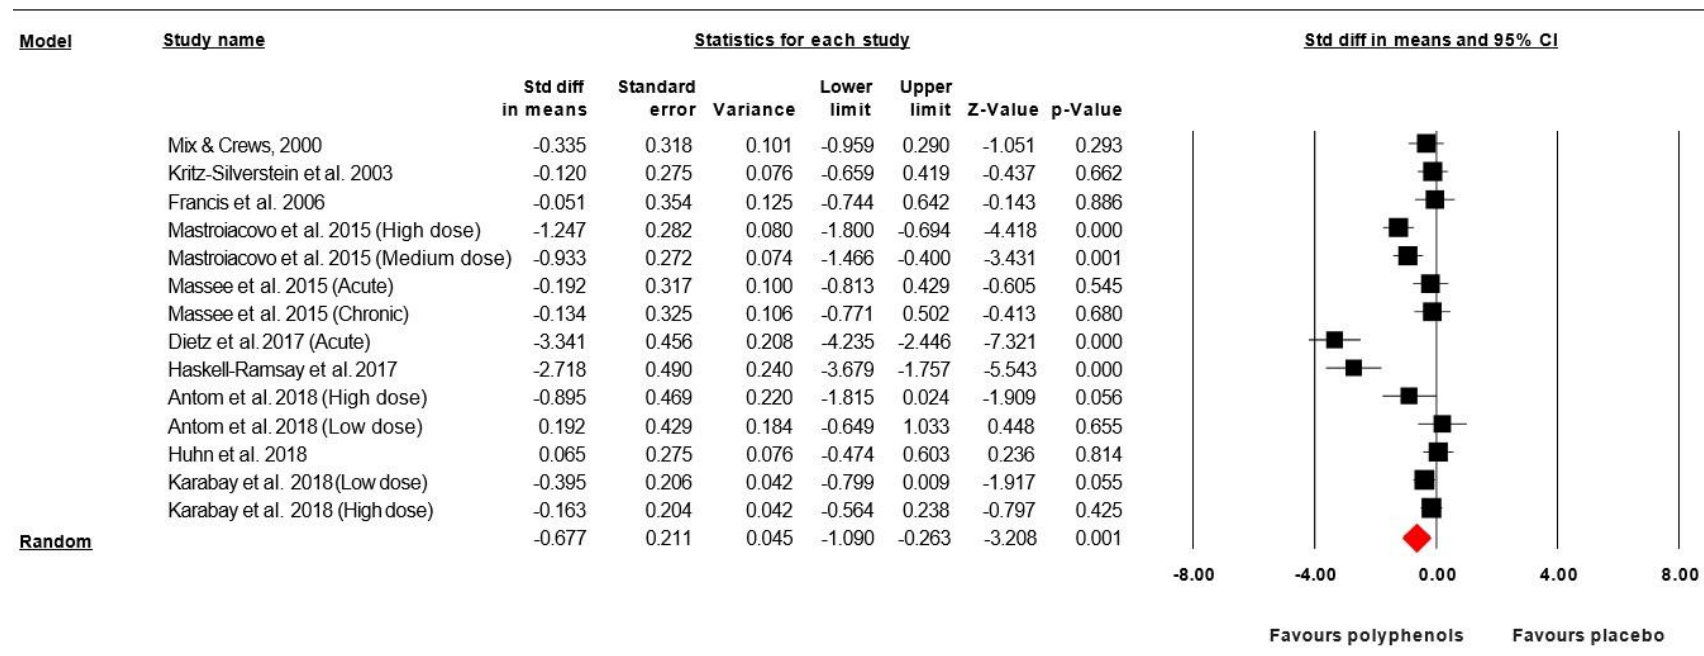 Model Study name Statistics for each study Std diff in means and 95% CI
Std diff Standard Lower Upper
in means error Variance limit limit Z-Value p-Value
Mix & Crews, 2000 -0.335 0.318 0.101 -0.959 0.290 -1.051 0.293
Kritz-Silverstein et al. 2003 -0.120 0.275 0.076 -0.659 0.419 -0.437 0.662
Francis et al. 2006 -0.051 0.354 0.125 -0.744 0.642 -0.143 0.886
Mastroiacovo et al. 2015 (High dose) -1.247 0.282 0.080 -1.800 -0.694 -4.418 0.000
Mastroiacovo et al. 2015 (Medium dose) -0.933 0.272 0.074 -1.466 -0.400 -3.431 0.001
Massee et al. 2015 (Acute) -0.192 0.317 0.100 -0.813 0.429 -0.605 0.545
Massee et al. 2015 (Chronic) -0.134 0.325 0.106 -0.771 0.502 -0.413 0.680
Dietz et al. 2017 (Acute) -3.341 0.456 0.208 -4.235 -2.446 -7.321 0.000
Haskell-Ramsay et al. 2017 -2.718 0.490 0.240 -3.679 -1.757 -5.543 0.000
Antom et al. 2018 (High dose) -0.895 0.469 0.220 -1.815 0.024 -1.909 0.056
Antom et al. 2018 (Low dose) 0.192 0.429 0.184 -0.649 1.033 0.448 0.655
Huhn et al. 2018 0.065 0.275 0.076 -0.474 0.603 0.236 0.814
Karabay et al. 2018 (Low dose) -0.395 0.206 0.042 -0.799 0.009 -1.917 0.055
Karabay et al. 2018 (High dose) -0.163 0.204 0.042 -0.564 0.238 -0.797 0.425
Random -0.677 0.211 0.045 -1.090 -0.263 -3.208 0.001
-8.00 -4.00 0.00 4.00 8.00
Favours polyphenols Favours placebo